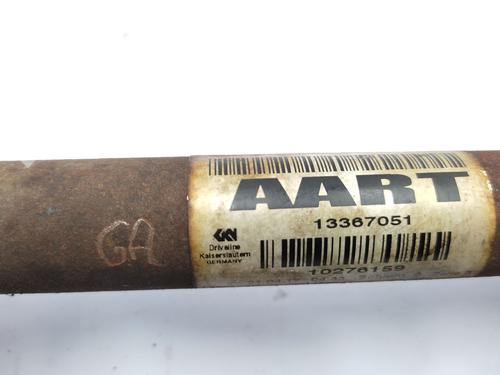 AART
13367051
GKN
Driveline
Kaiserslautern
GERMANY
10276159
GA